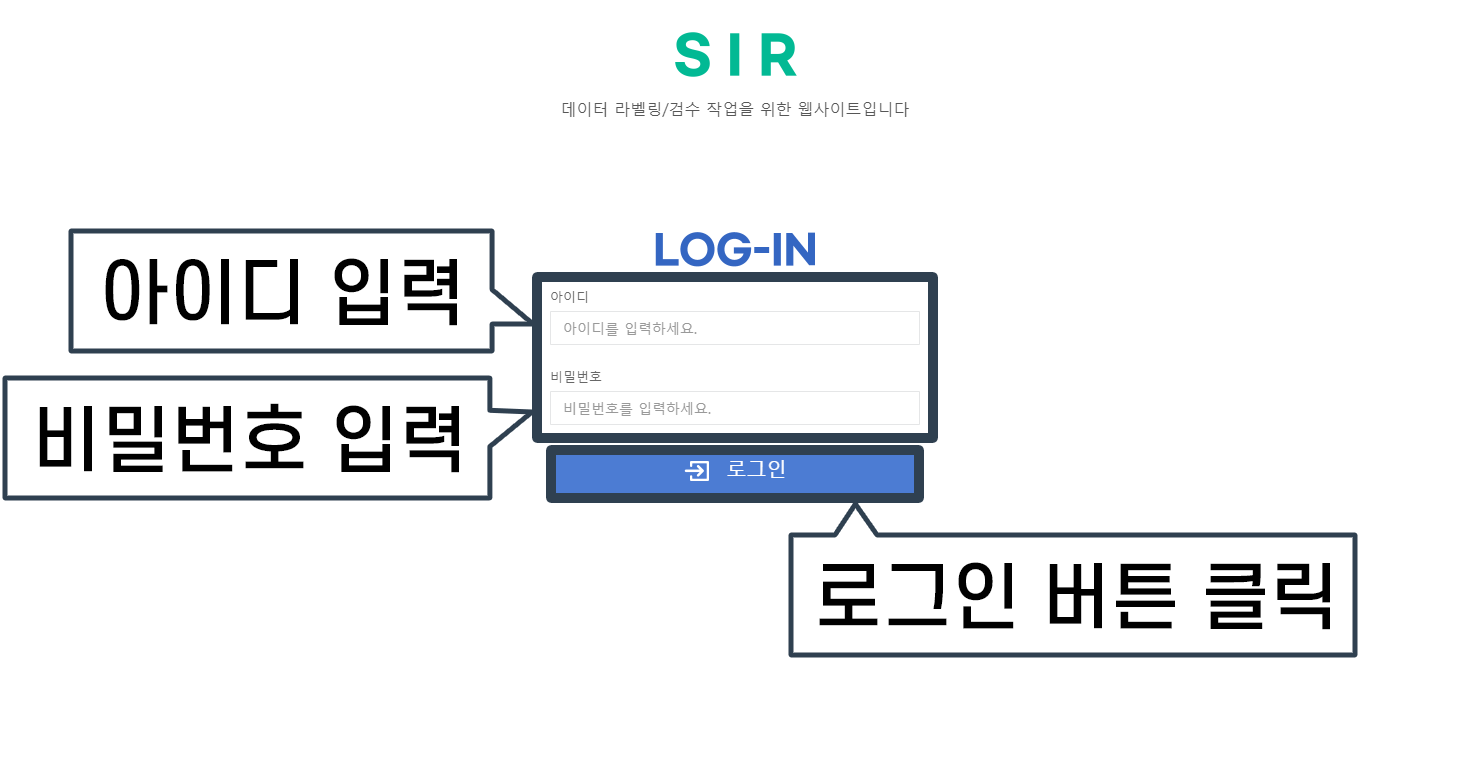 SIR
데이터 라벨링/검수 작업을 위한 웹사이트입니다
LOG-IN
아이디 입력
아이디
아이디를 입력하세요.
비밀번호
비밀번호 입력
비밀번호를 입력하세요.
로그인
로그인 버튼 클릭